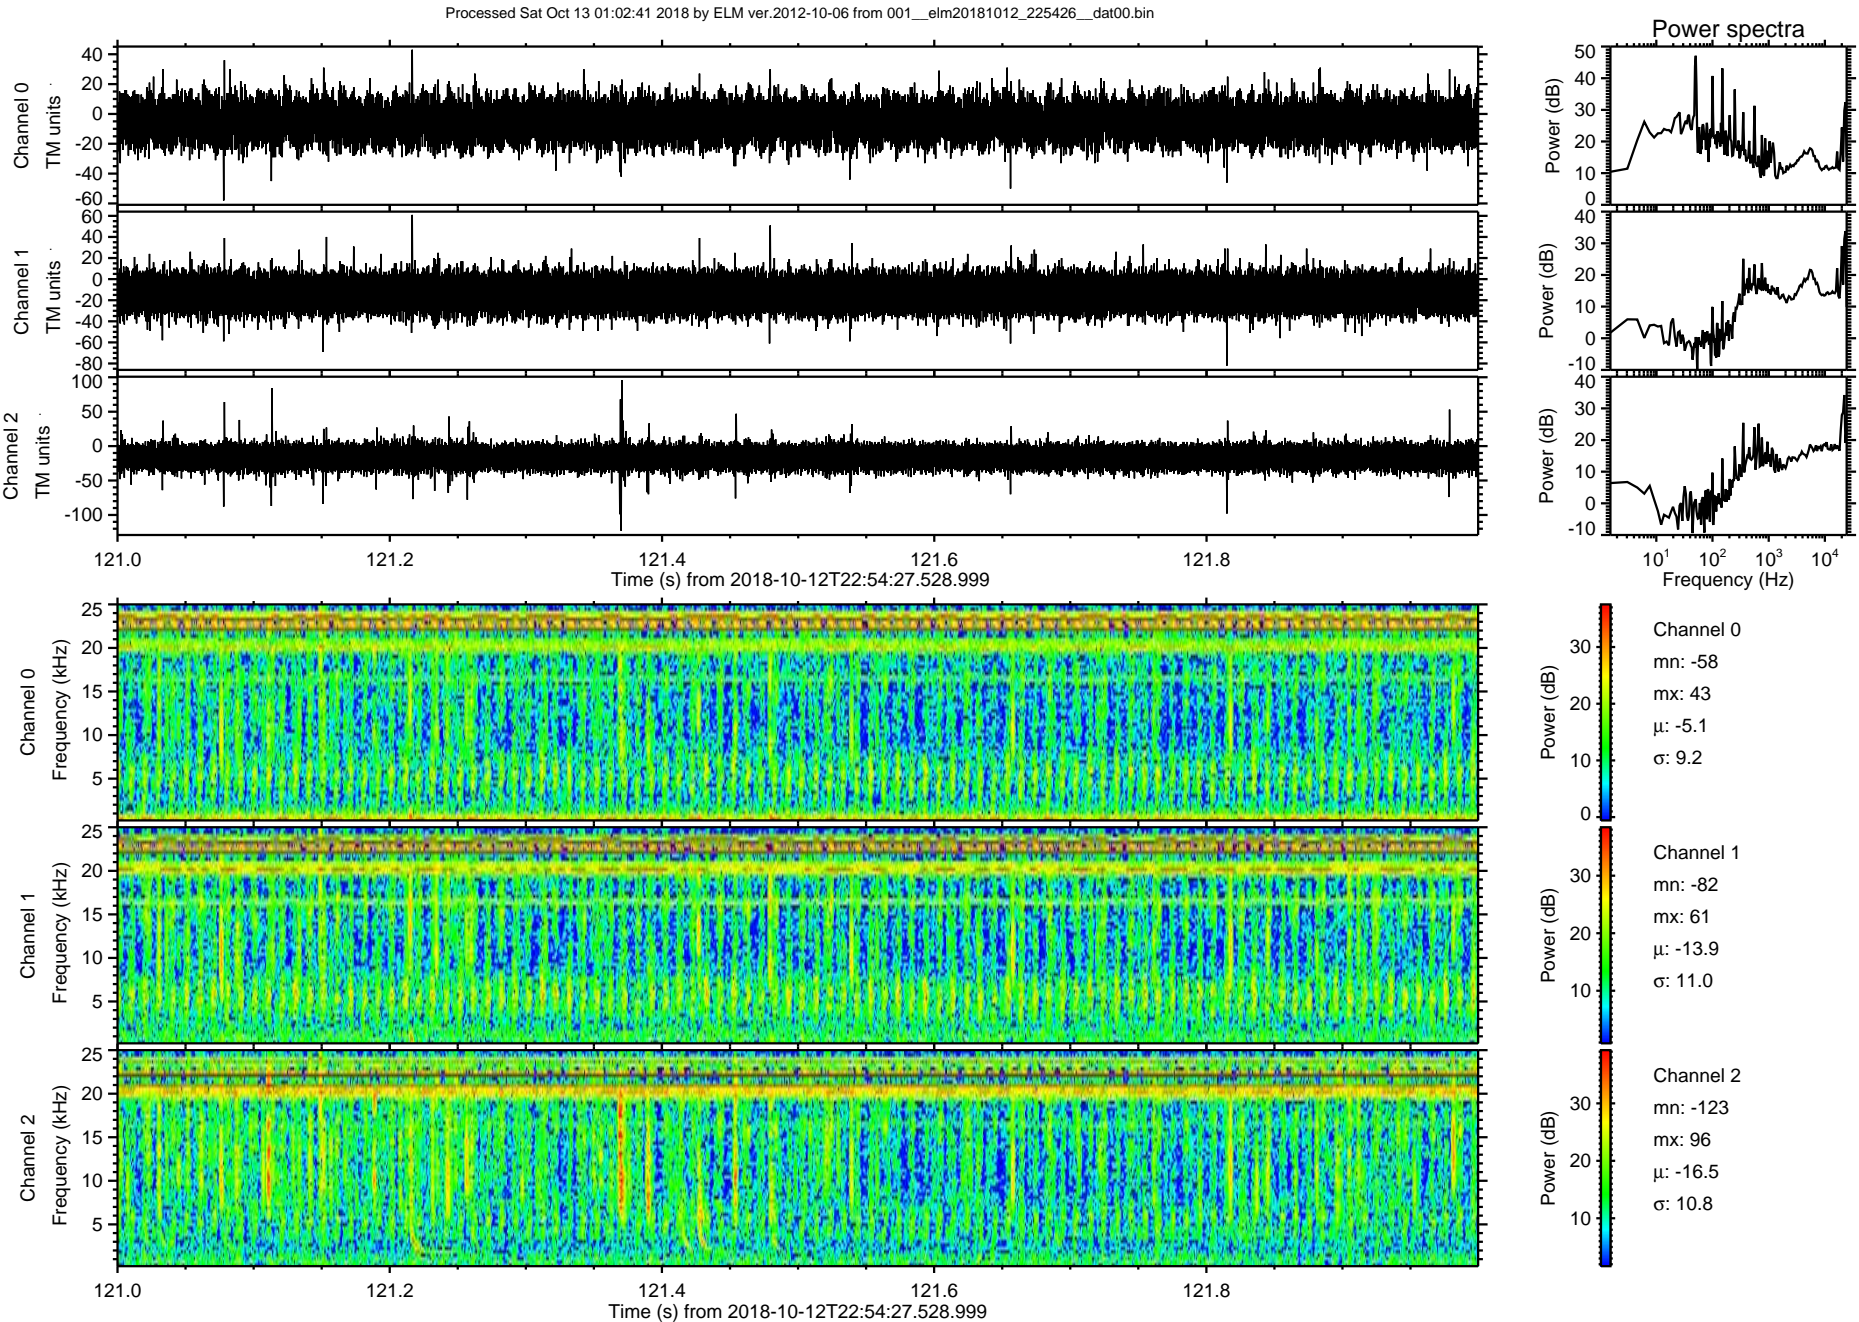 Processed Sat Oct 13 01:02:41 2018 by ELM ver.2012-10-06 from 001__elm20181012_225426__dat00.bin
Power spectra
Channel 0
TM units
40
20
0
-20
-40
-60
Power (dB)
50
40
30
20
10
0
Channel 1
TM units
60
40
20
0
-20
-40
-60
-80
Power (dB)
40
30
20
10
0
-10
Channel 2
TM units
100
50
0
-50
-100
Power (dB)
40
30
20
10
0
-10
121.0 121.2 121.4 121.6 121.8
Time (s) from 2018-10-12T22:54:27.528.999
10¹ 10² 10³ 10⁴
Frequency (Hz)
Channel 0
Frequency (kHz)
25
20
15
10
5
Power (dB)
30
20
10
0
Channel 0
mn: -58
mx: 43
μ: -5.1
σ: 9.2
Channel 1
Frequency (kHz)
25
20
15
10
5
Power (dB)
30
20
10
Channel 1
mn: -82
mx: 61
μ: -13.9
σ: 11.0
Channel 2
Frequency (kHz)
25
20
15
10
5
Power (dB)
30
20
10
Channel 2
mn: -123
mx: 96
μ: -16.5
σ: 10.8
121.0 121.2 121.4 121.6 121.8
Time (s) from 2018-10-12T22:54:27.528.999